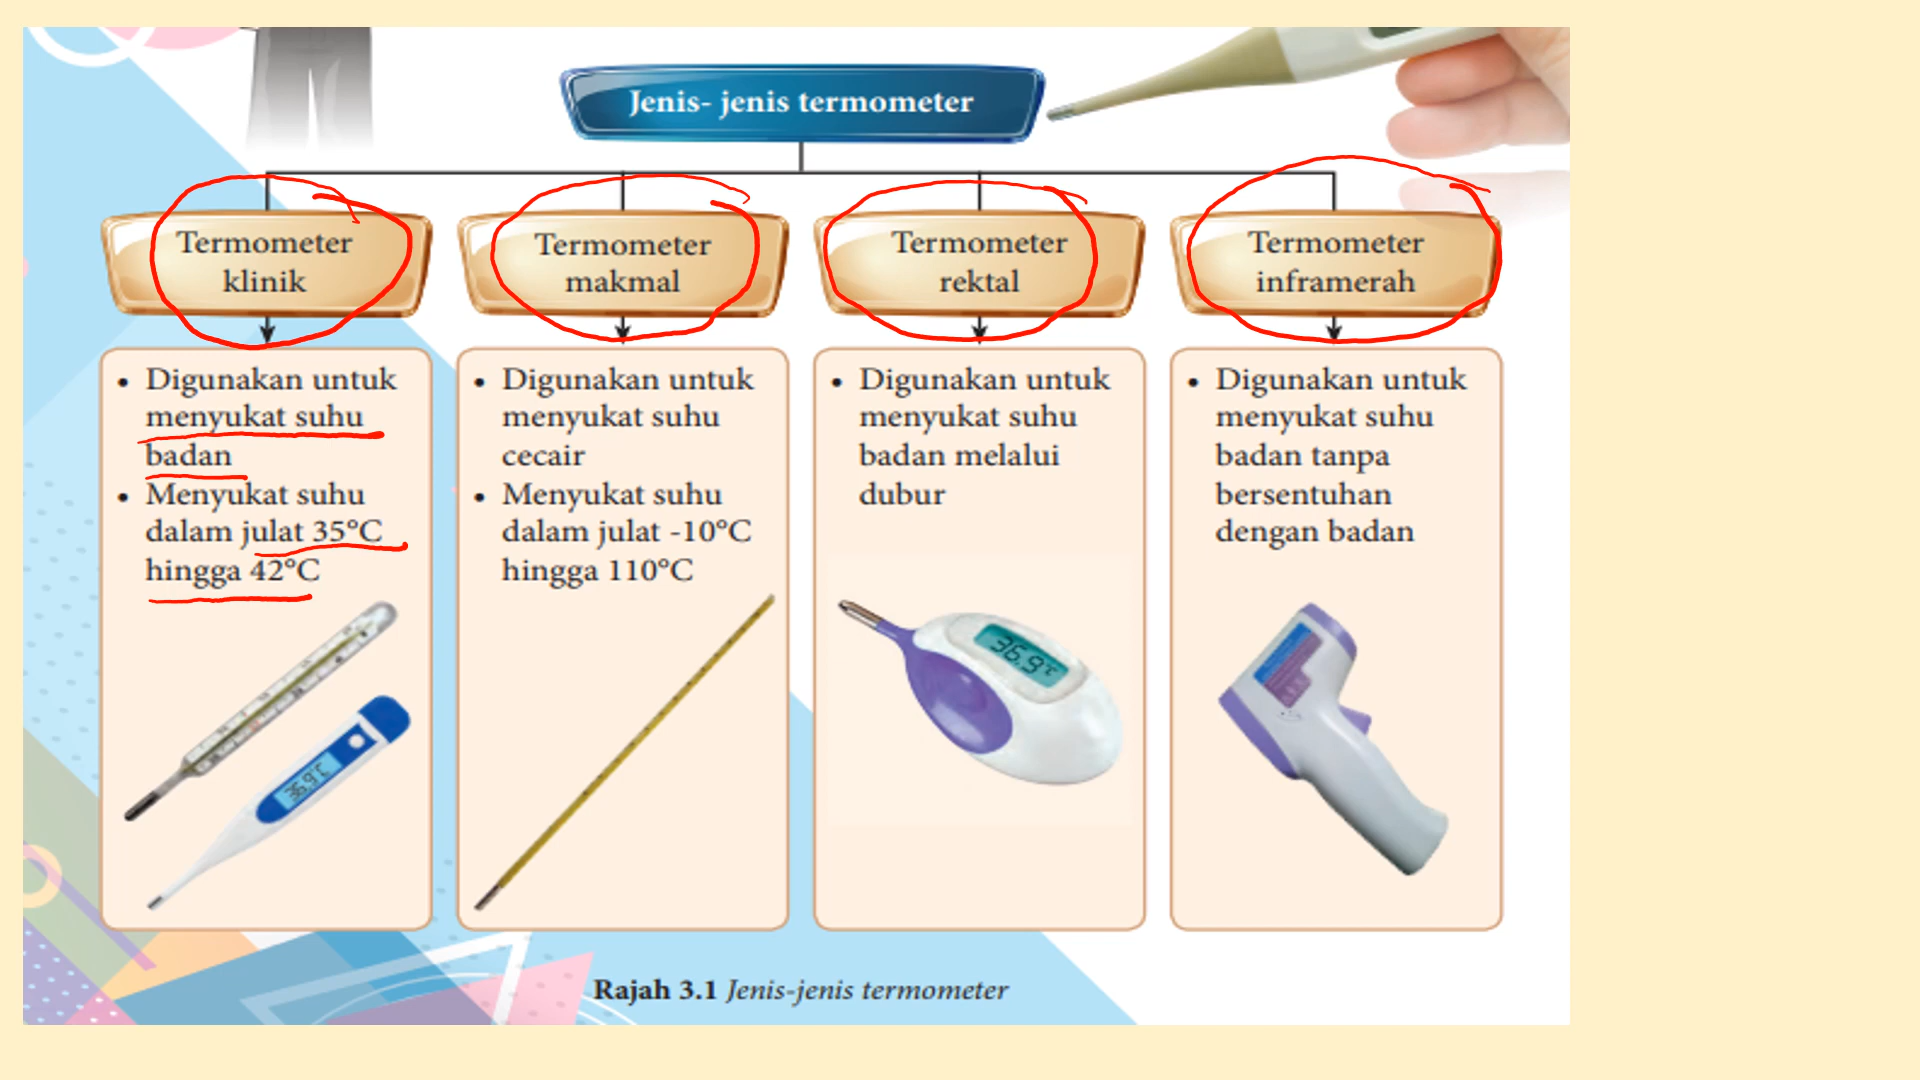 Jenis- jenis termometer
Termometer
klinik
• Digunakan untuk
menyukat suhu
badan
• Menyukat suhu
dalam julat 35°C
hingga 42°C
36.9°C
Termometer
makmal
• Digunakan untuk
menyukat suhu
cecair
• Menyukat suhu
dalam julat -10°C
hingga 110°C
Termometer
rektal
• Digunakan untuk
menyukat suhu
badan melalui
dubur
36.9°C
Termometer
inframerah
• Digunakan untuk
menyukat suhu
badan tanpa
bersentuhan
dengan badan
Rajah 3.1 Jenis-jenis termometer